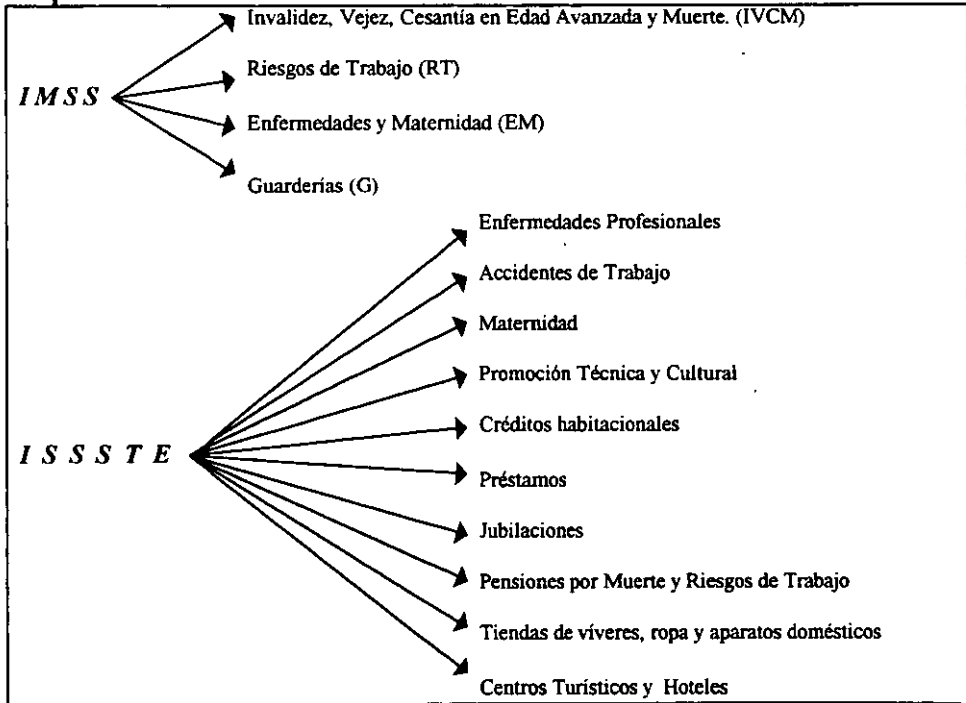 Invalidez, Vejez, Cesantía en Edad Avanzada y Muerte. (IVCM)
Riesgos de Trabajo (RT)
IMSS
Enfermedades y Maternidad (EM)
Guarderías (G)
Enfermedades Profesionales
Accidentes de Trabajo
Maternidad
Promoción Técnica y Cultural
Créditos habitacionales
ISSSTE
Préstamos
Jubilaciones
Pensiones por Muerte y Riesgos de Trabajo
Tiendas de víveres, ropa y aparatos domésticos
Centros Turísticos y Hoteles